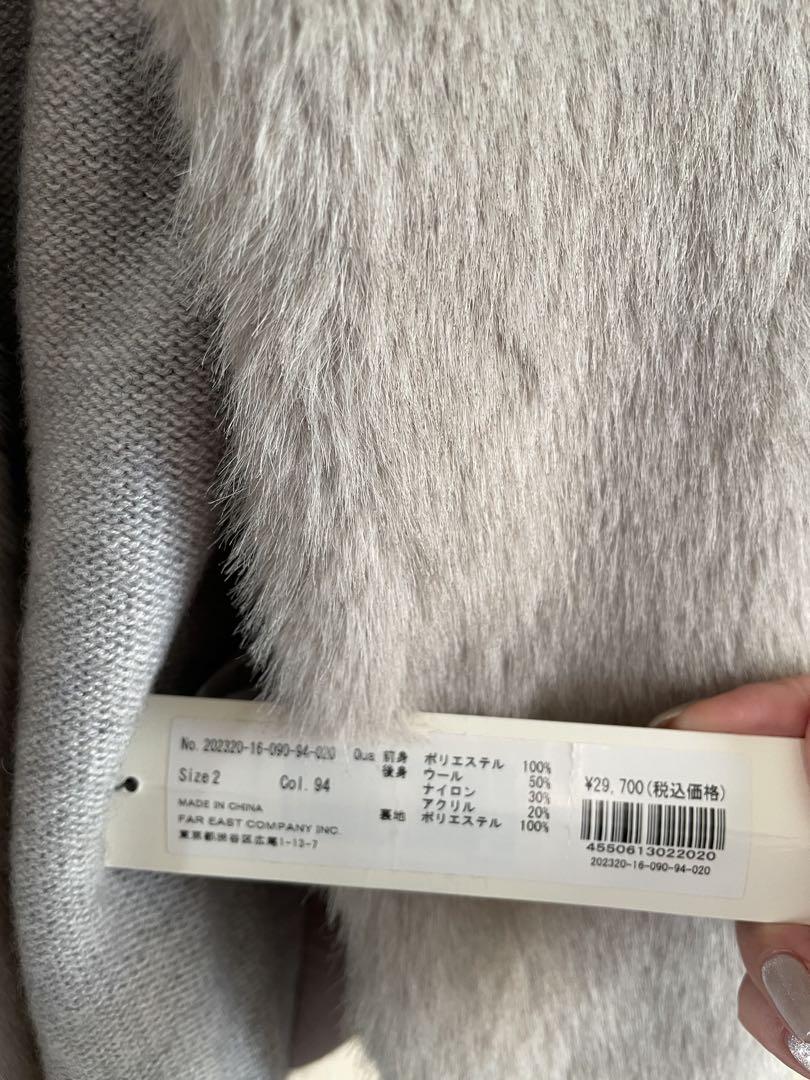 No. 202320-16-090-94-020
Size 2 Col. 94
MADE IN CHINA
FAR EAST COMPANY INC.
東京都渋谷区広尾1-13-7
Qua 前身 ポリエステル 100%
後身 ウール 50%
ナイロン 30%
アクリル 20%
裏地 ポリエステル 100%
¥29,700(税込価格)
4550613022020
202320-16-090-94-020